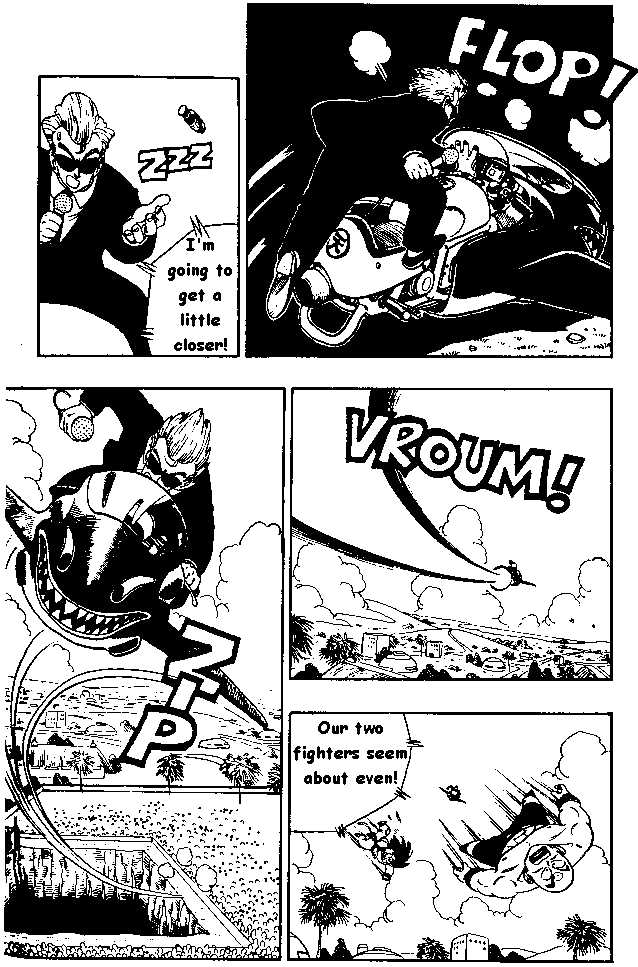 ZZZ
I'm
going to
get a
little
closer!
FLOP!
ZIP
VROUM!
Our two
fighters seem
about even!